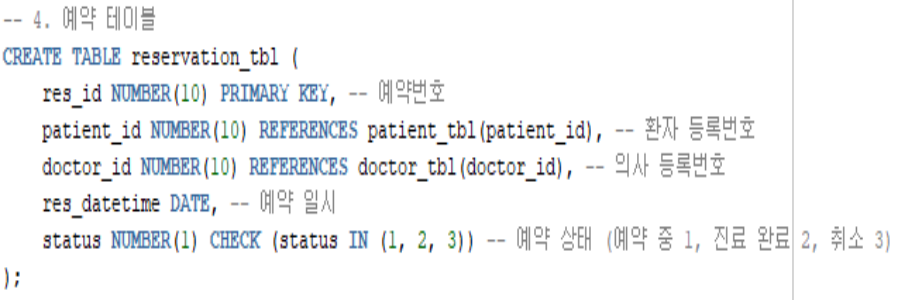 -- 4. 예약 테이블
CREATE TABLE reservation_tbl (
res_id NUMBER(10) PRIMARY KEY, -- 예약번호
patient_id NUMBER(10) REFERENCES patient_tbl(patient_id), -- 환자 등록번호
doctor_id NUMBER(10) REFERENCES doctor_tbl(doctor_id), -- 의사 등록번호
res_datetime DATE, -- 예약 일시
status NUMBER(1) CHECK (status IN (1, 2, 3)) -- 예약 상태 (예약 중 1, 진료 완료 2, 취소 3)
);